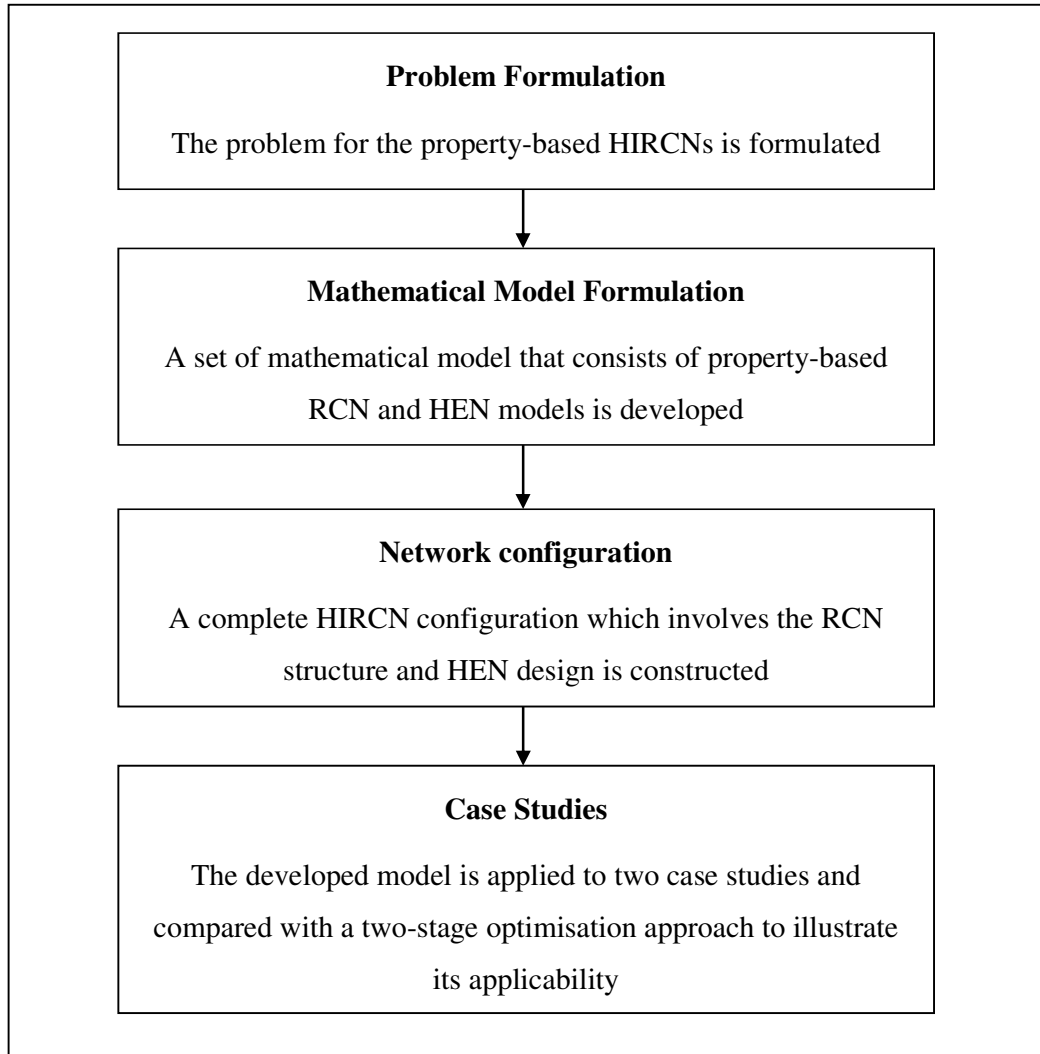 Problem Formulation
The problem for the property-based HIRCNs is formulated
Mathematical Model Formulation
A set of mathematical model that consists of property-based
RCN and HEN models is developed
Network configuration
A complete HIRCN configuration which involves the RCN
structure and HEN design is constructed
Case Studies
The developed model is applied to two case studies and
compared with a two-stage optimisation approach to illustrate
its applicability